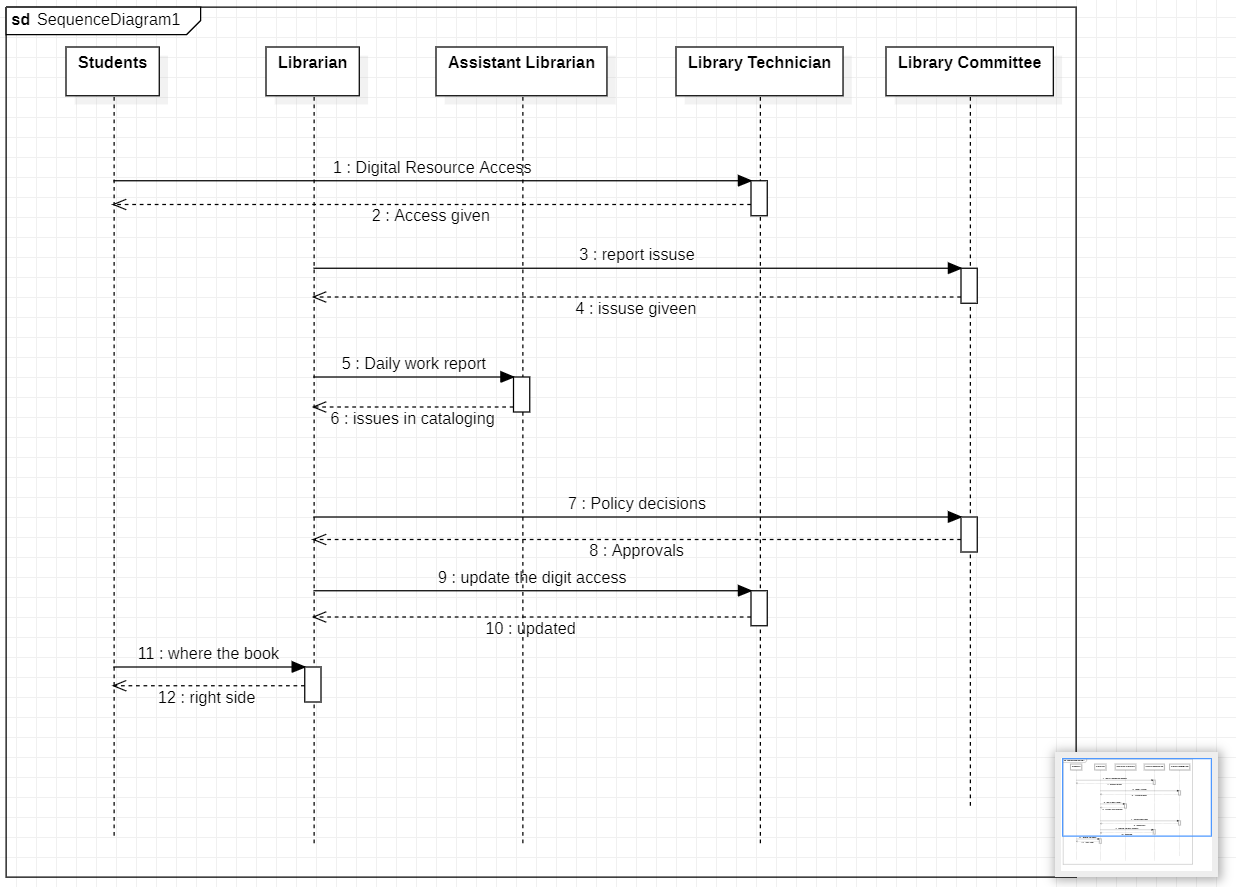 sd SequenceDiagram1
Students
Librarian
Assistant Librarian
Library Technician
Library Committee
1 : Digital Resource Access
2 : Access given
3 : report issuse
4 : issuse giveen
5 : Daily work report
6 : issues in cataloging
7 : Policy decisions
8 : Approvals
9 : update the digit access
10 : updated
11 : where the book
12 : right side